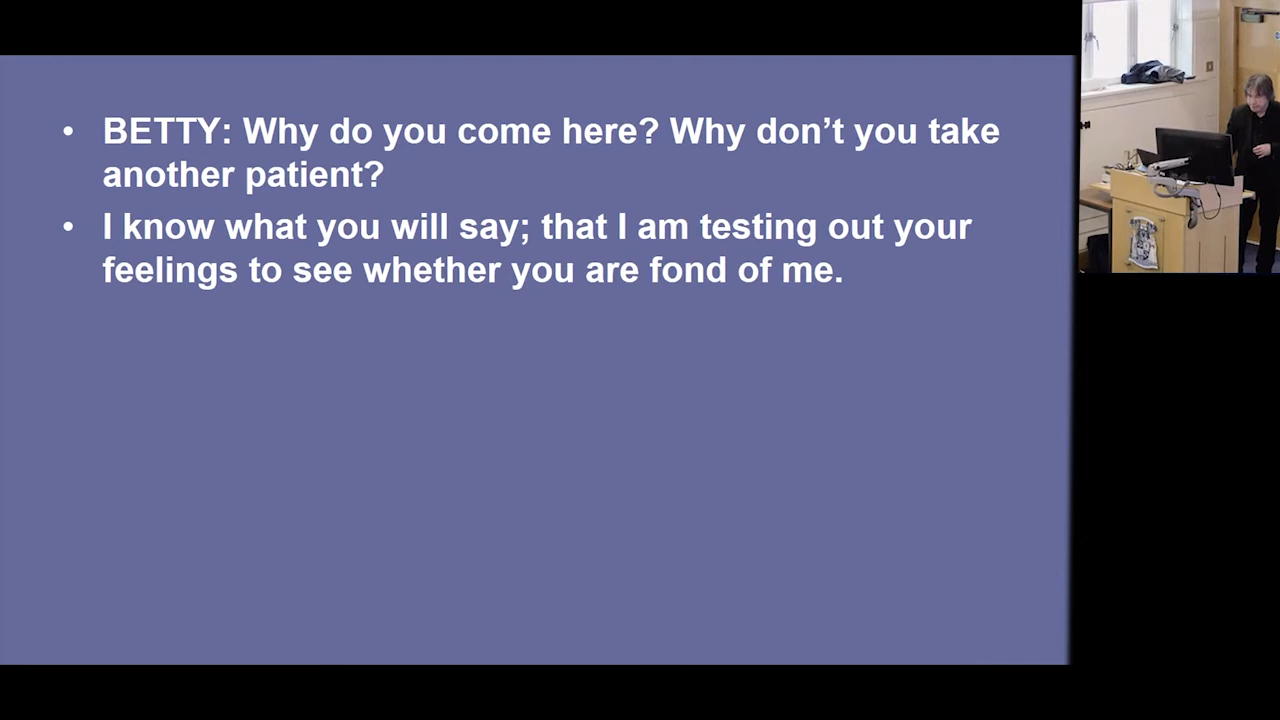 • BETTY: Why do you come here? Why don’t you take
another patient?
• I know what you will say; that I am testing out your
feelings to see whether you are fond of me.